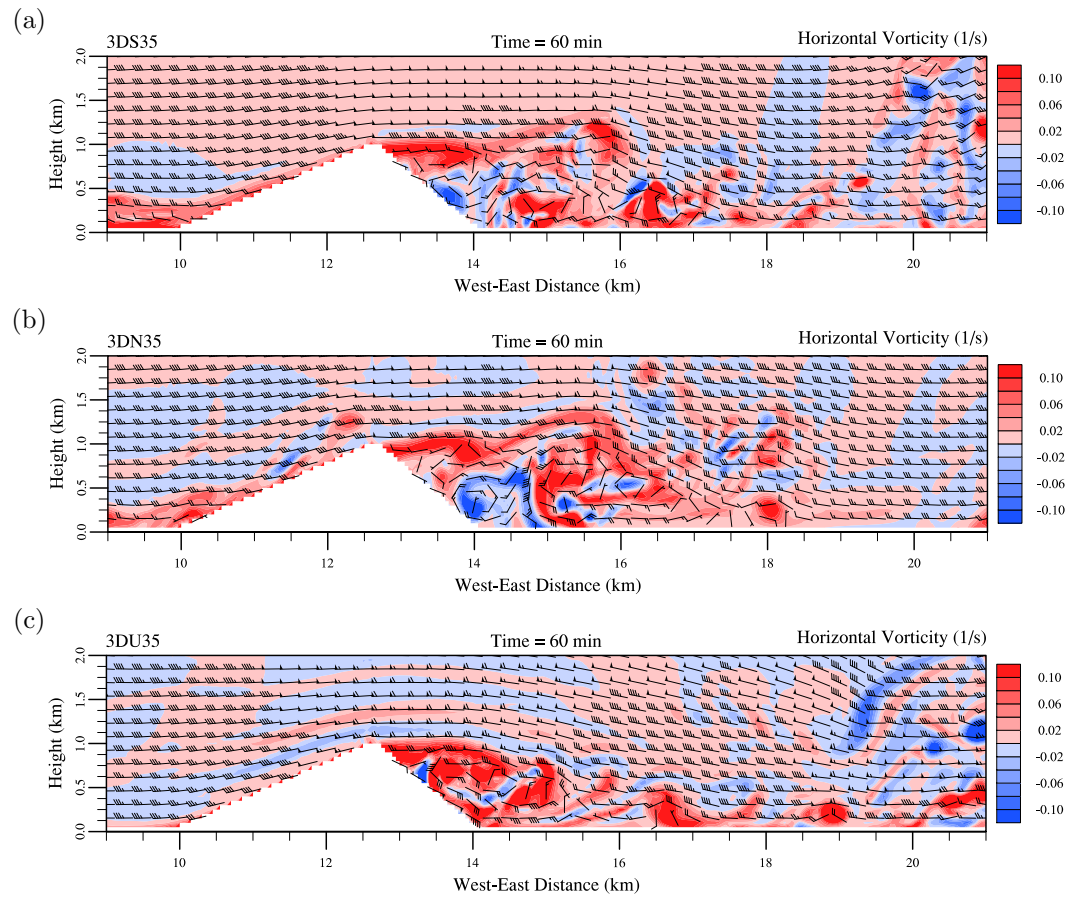 (a)
3DS35 Time = 60 min Horizontal Vorticity (1/s)
2.0
1.5
1.0
0.5
0.0
Height (km)
0.10
0.06
0.02
-0.02
-0.06
-0.10
10 12 14 16 18 20
West-East Distance (km)
(b)
3DN35 Time = 60 min Horizontal Vorticity (1/s)
2.0
1.5
1.0
0.5
0.0
Height (km)
0.10
0.06
0.02
-0.02
-0.06
-0.10
10 12 14 16 18 20
West-East Distance (km)
(c)
3DU35 Time = 60 min Horizontal Vorticity (1/s)
2.0
1.5
1.0
0.5
0.0
Height (km)
0.10
0.06
0.02
-0.02
-0.06
-0.10
10 12 14 16 18 20
West-East Distance (km)